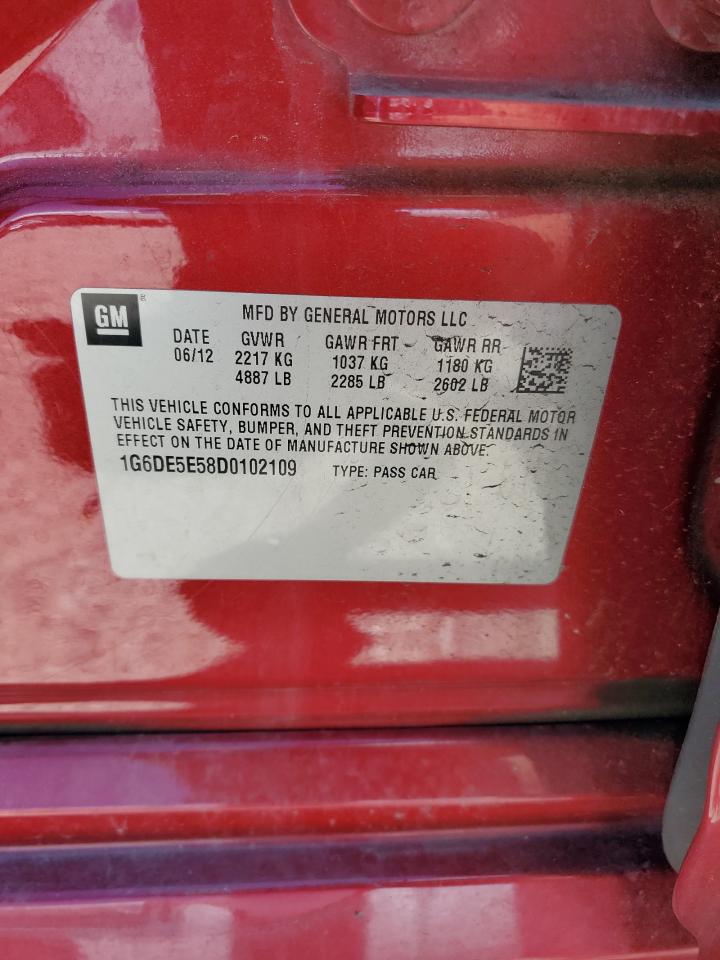 GM ®
MFD BY GENERAL MOTORS LLC
DATE GVWR GAWR FRT GAWR RR
06/12 2217 KG 1037 KG 1180 KG
4887 LB 2285 LB 2602 LB
THIS VEHICLE CONFORMS TO ALL APPLICABLE U.S. FEDERAL MOTOR
VEHICLE SAFETY, BUMPER, AND THEFT PREVENTION STANDARDS IN
EFFECT ON THE DATE OF MANUFACTURE SHOWN ABOVE.
1G6DE5E58D0102109 TYPE: PASS CAR